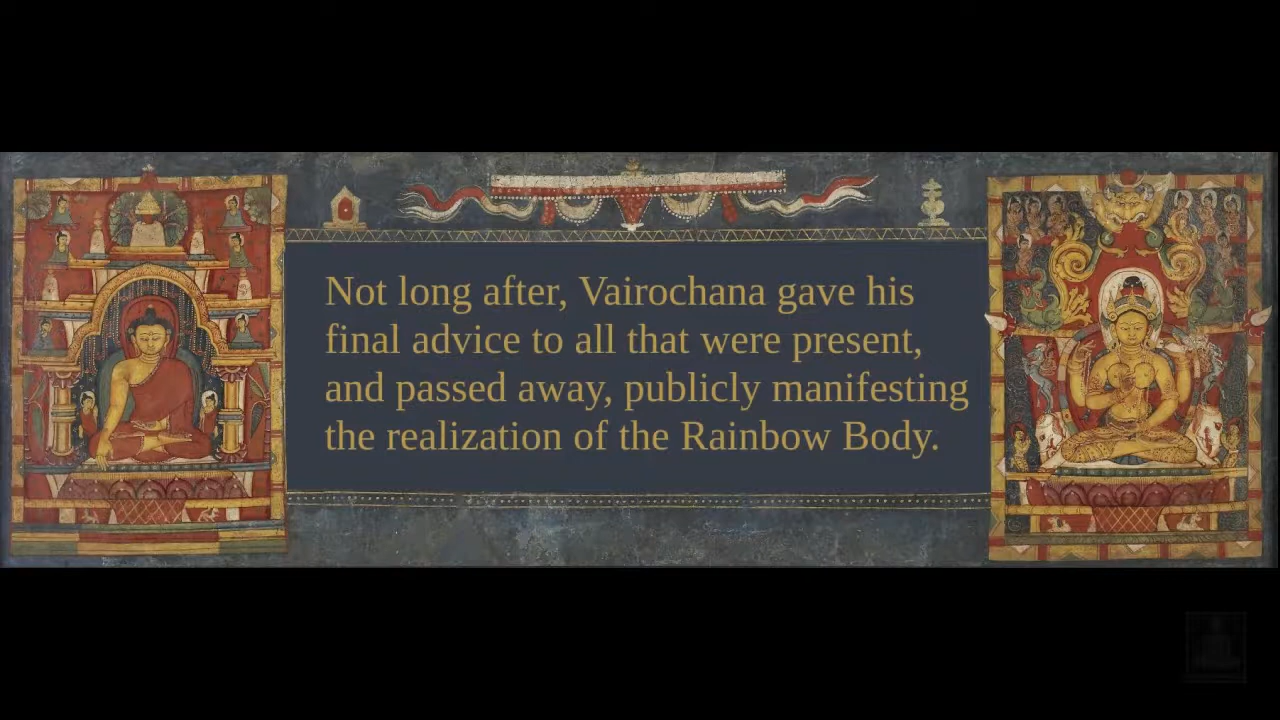 Not long after, Vairochana gave his
final advice to all that were present,
and passed away, publicly manifesting
the realization of the Rainbow Body.